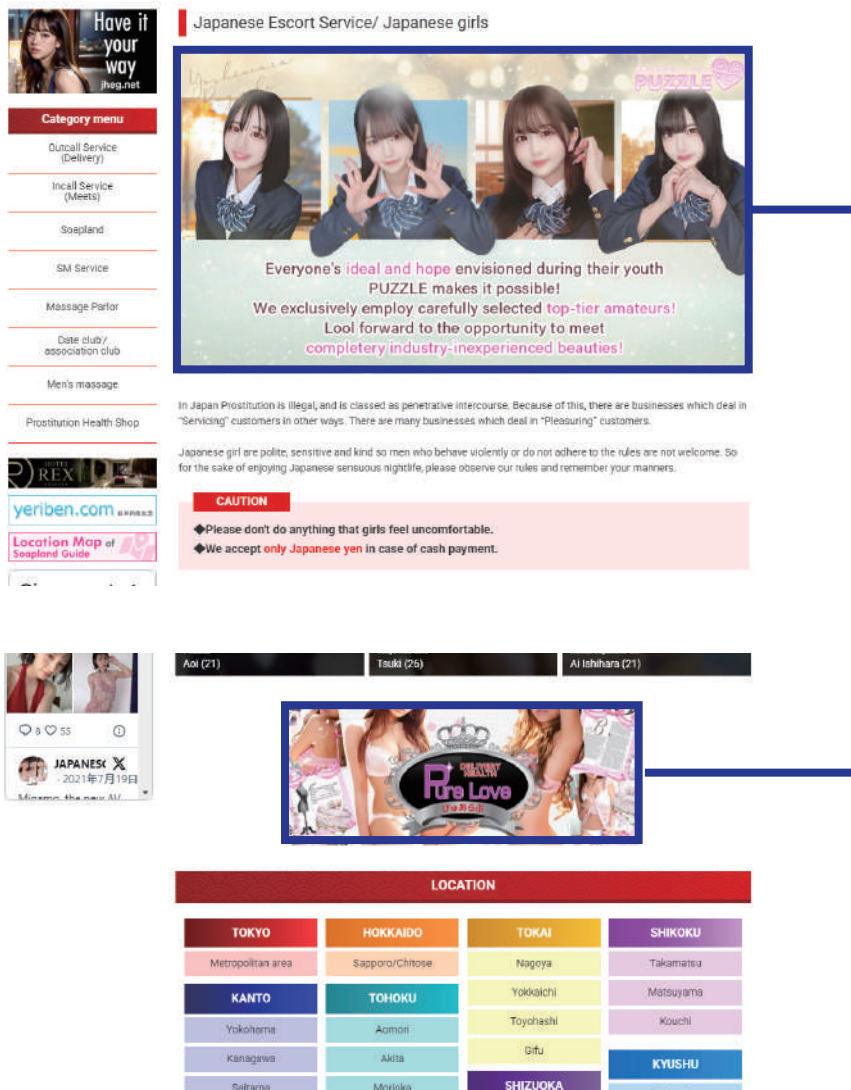 Have it
your
way
jheg.net
Category menu
Outcall Service
(Delivery)
Incall Service
(Meets)
Soapland
SM Service
Massage Parlor
Date club/
association club
Men's massage
Prostitution Health Shop
HOTEL
REX
yeriben.com
Location Map of
Soapland Guide
Japanese Escort Service/ Japanese girls
PUZZLE
Everyone's ideal and hope envisioned during their youth
PUZZLE makes it possible!
We exclusively employ carefully selected top-tier amateurs!
Lool forward to the opportunity to meet
completery industry-inexperienced beauties!
In Japan Prostitution is illegal, and is classed as penetrative intercourse. Because of this, there are businesses which deal in
"Servicing" customers in other ways. There are many businesses which deal in "Pleasuring" customers.
Japanese girl are polite, sensitive and kind so men who behave violently or do not adhere to the rules are not welcome. So
for the sake of enjoying Japanese sensuous nightlife, please observe our rules and remember your manners.
CAUTION
◆Please don't do anything that girls feel uncomfortable.
◆We accept only Japanese yen in case of cash payment.
8 55
JAPANES
· 2021年7月19日
Aoi (21)
Tsuki (26)
Ai Ishihara (21)
DELIVERY
HEALTH
Pure Love
ぴゅあらぶ
LOCATION
TOKYO
Metropolitan area
KANTO
Yokohama
Kanagawa
Saitama
HOKKAIDO
Sapporo/Chitose
TOHOKU
Aomori
Akita
Morioka
TOKAI
Nagoya
Yokkaichi
Toyohashi
Gifu
SHIZUOKA
SHIKOKU
Takamatsu
Matsuyama
Kouchi
KYUSHU